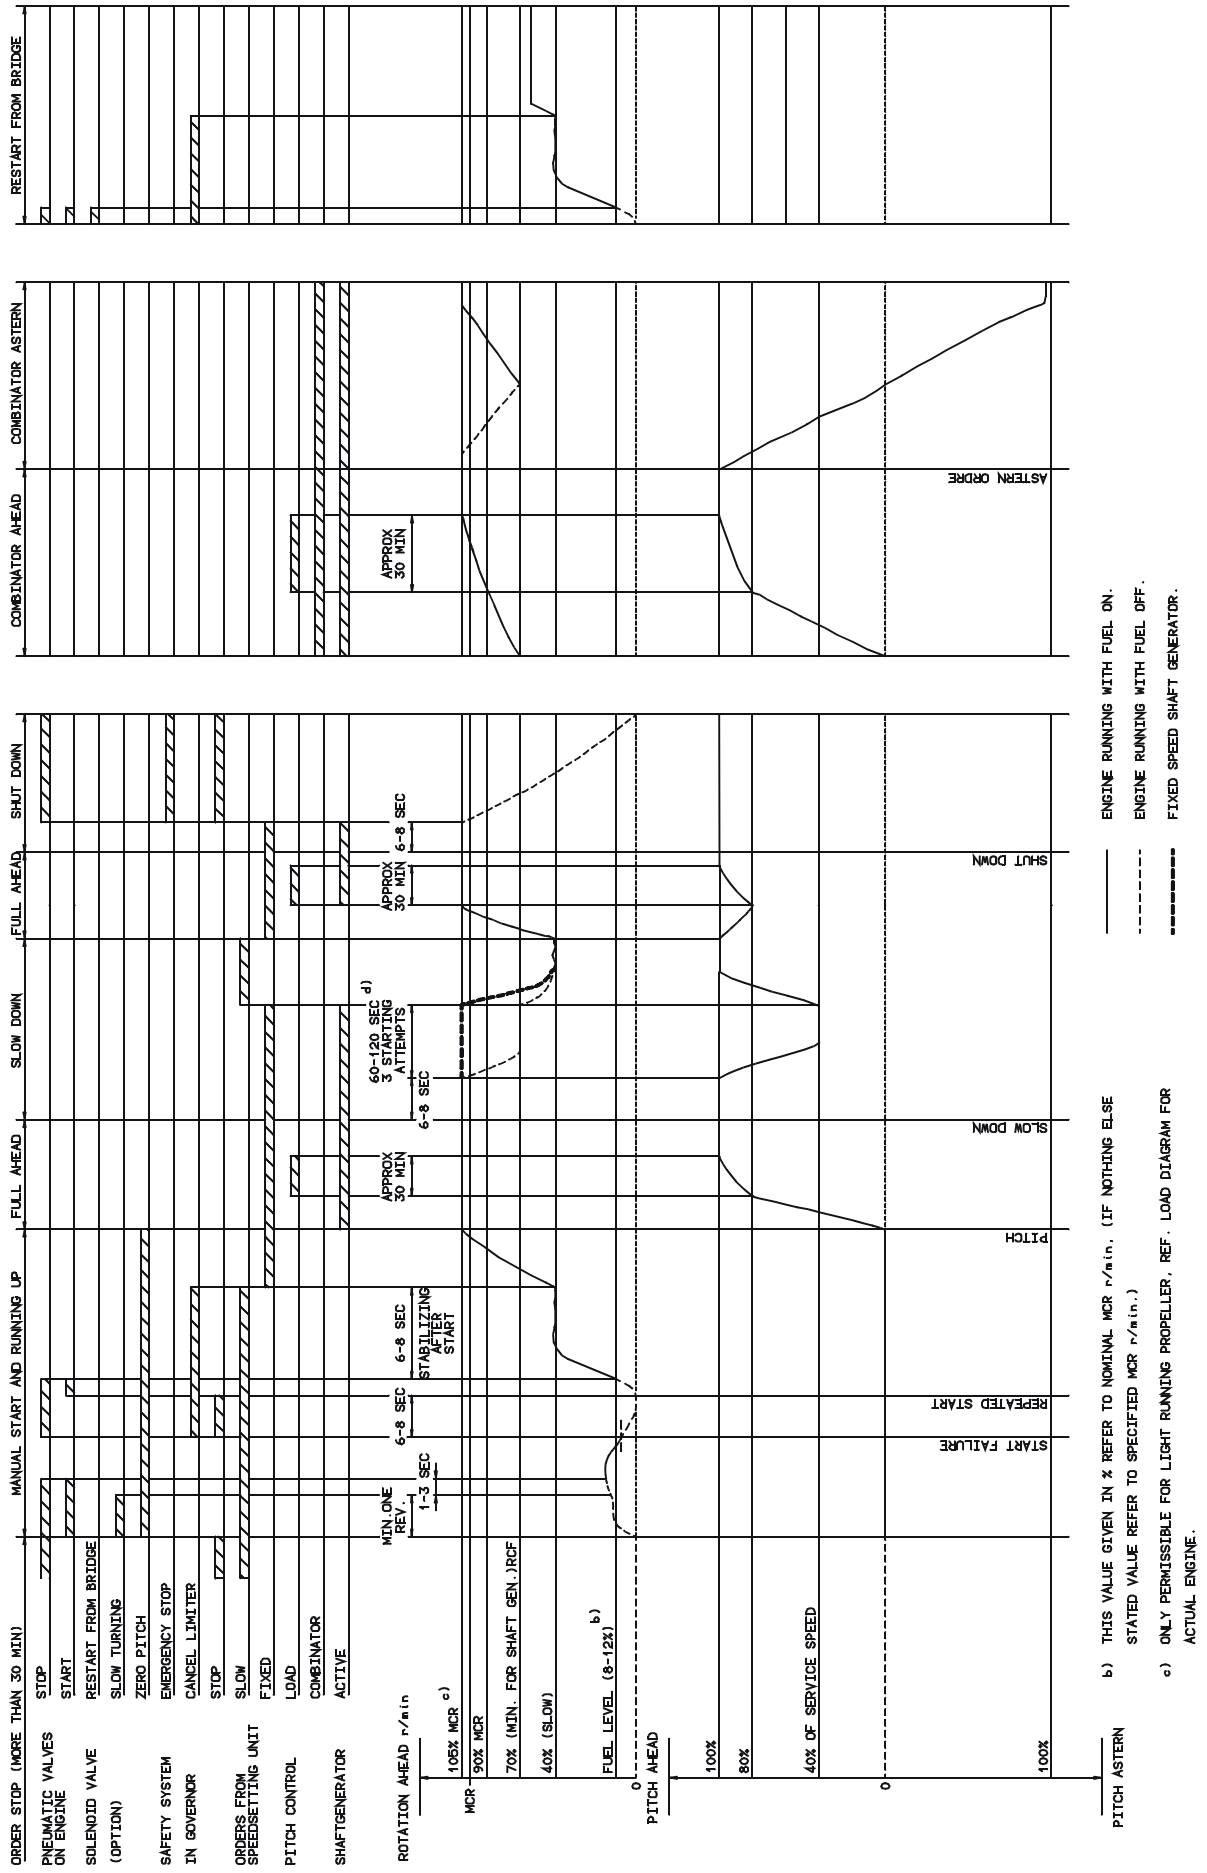 ORDER STOP (MORE THAN 30 MIN)
MANUAL START AND RUNNING UP
FULL AHEAD
SLOW DOWN
FULL AHEAD
SHUT DOWN
COMBINATOR AHEAD
COMBINATOR ASTERN
RESTART FROM BRIDGE
PNEUMATIC VALVES
ON ENGINE
STOP
START
SOLENOID VALVE
RESTART FROM BRIDGE
(OPTION)
SLOW TURNING
ZERO PITCH
SAFETY SYSTEM
EMERGENCY STOP
IN GOVERNOR
CANCEL LIMITER
STOP
ORDERS FROM
SPEEDSETTING UNIT
SLOW
FIXED
PITCH CONTROL
LOAD
COMBINATOR
SHAFTGENERATOR
ACTIVE
ROTATION AHEAD r/min
MIN.ONE
REV.
1-3 SEC
6-8 SEC
6-8 SEC
STABILIZING
AFTER
START
APPROX
30 MIN
6-8 SEC
60-120 SEC d)
3 STARTING
ATTEMPTS
APPROX
30 MIN
6-8 SEC
APPROX
30 MIN
105% MCR c)
MCR
90% MCR
70% (MIN. FOR SHAFT GEN.)RCF
40% (SLOW)
FUEL LEVEL (8-12%) b)
0
PITCH AHEAD
100%
80%
40% OF SERVICE SPEED
0
100%
PITCH ASTERN
START FAILURE
REPEATED START
PITCH
SLOW DOWN
SHUT DOWN
ASTERN ORDRE
b) THIS VALUE GIVEN IN % REFER TO NOMINAL MCR r/min. (IF NOTHING ELSE
STATED VALUE REFER TO SPECIFIED MCR r/min.)
c) ONLY PERMISSIBLE FOR LIGHT RUNNING PROPELLER, REF. LOAD DIAGRAM FOR
ACTUAL ENGINE.
ENGINE RUNNING WITH FUEL ON.
ENGINE RUNNING WITH FUEL OFF.
FIXED SPEED SHAFT GENERATOR.